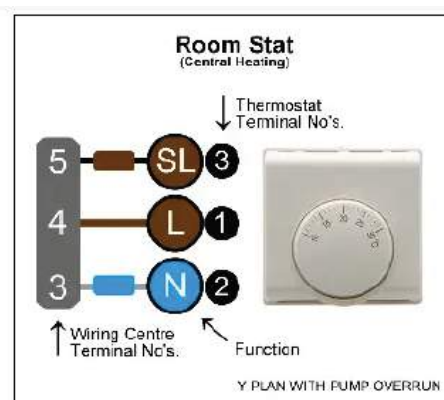 Room Stat
(Central Heating)
Thermostat
Terminal No's.
5 SL 3
4 L 1
3 N 2
Wiring Centre
Terminal No's.
Function
Y PLAN WITH PUMP OVERRUN